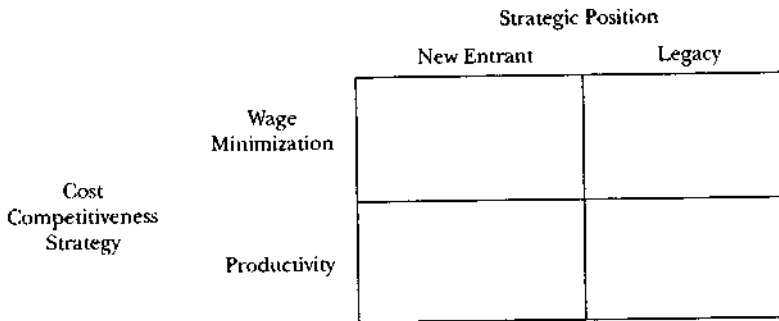 Strategic Position
New Entrant Legacy
Wage
Minimization
Cost
Competitiveness
Strategy
Productivity